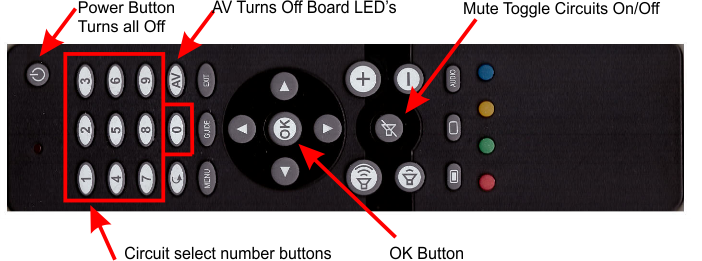 Power Button
Turns all Off
AV Turns Off Board LED’s
Mute Toggle Circuits On/Off
3 6 9 AV EXIT
2 5 8 0 GUIDE
1 4 7 MENU
OK
+ −
AUDIO
Circuit select number buttons
OK Button